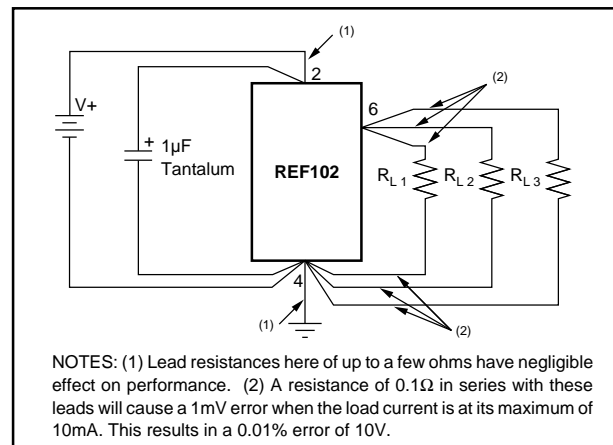 (1)
2
V+
+
1µF
Tantalum
REF102
6
(2)
R L 1
R L 2
R L 3
4
(1)
(2)
NOTES: (1) Lead resistances here of up to a few ohms have negligible
effect on performance. (2) A resistance of 0.1Ω in series with these
leads will cause a 1mV error when the load current is at its maximum of
10mA. This results in a 0.01% error of 10V.